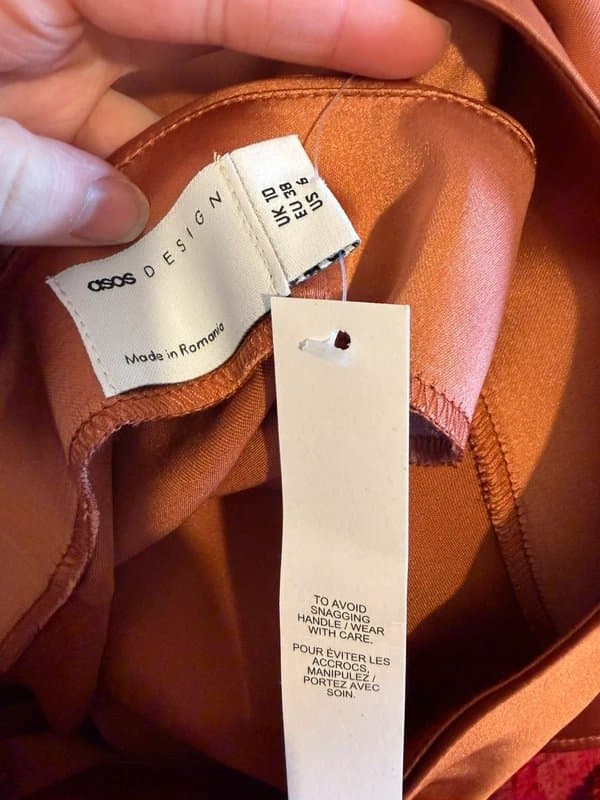 asos DESIGN
Made in Romania
UK 10
EU 38
US 6
TO AVOID
SNAGGING
HANDLE / WEAR
WITH CARE.
POUR ÉVITER LES
ACCROCS,
MANIPULEZ /
PORTEZ AVEC
SOIN.